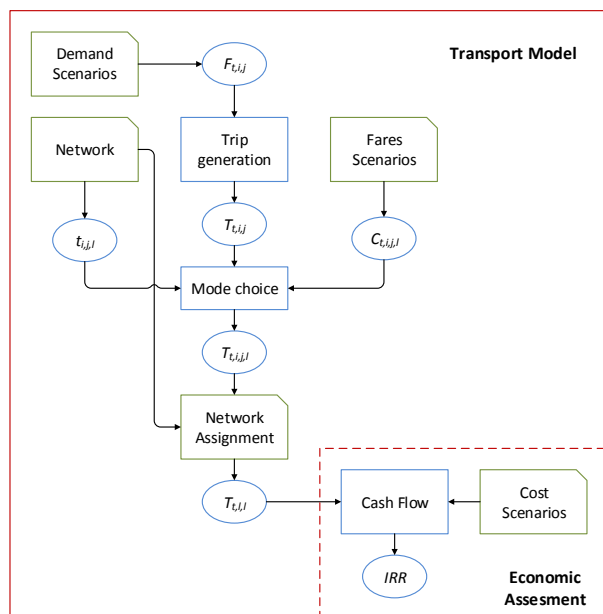 Demand
Scenarios
F_{t,i,j}
Transport Model
Network
Trip
generation
Fares
Scenarios
t_{i,j,l}
T_{t,i,j}
C_{t,i,j,l}
Mode choice
T_{t,i,j,l}
Network
Assignment
T_{t,l,l}
Cash Flow
Cost
Scenarios
IRR
Economic
Assesment